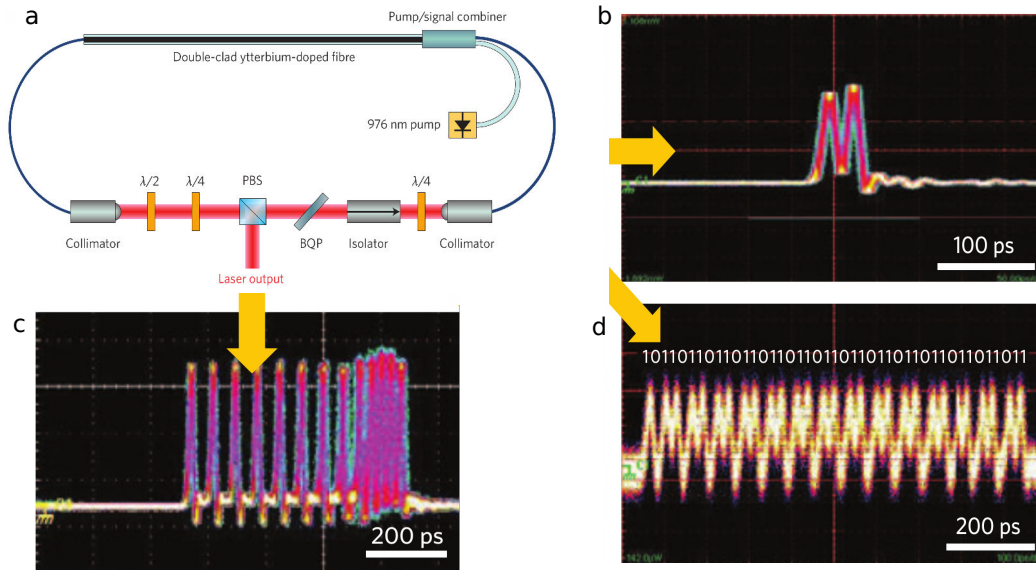 a
Pump/signal combiner
Double-clad ytterbium-doped fibre
976 nm pump
λ/2
λ/4
PBS
λ/4
Collimator
BQP
Isolator
Collimator
Laser output
b
100 ps
c
200 ps
d
1011011011011011011011011011011011011011011
200 ps